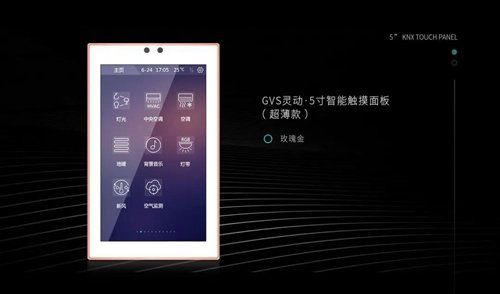 5” KNX TOUCH PANEL
主页 6-24 17:05 25℃
HVAC
RGB
灯光 中央空调 空调
地暖 背景音乐 灯带
新风 空气监测
GVS灵动·5寸智能触摸面板
( 超薄款 )
玫瑰金